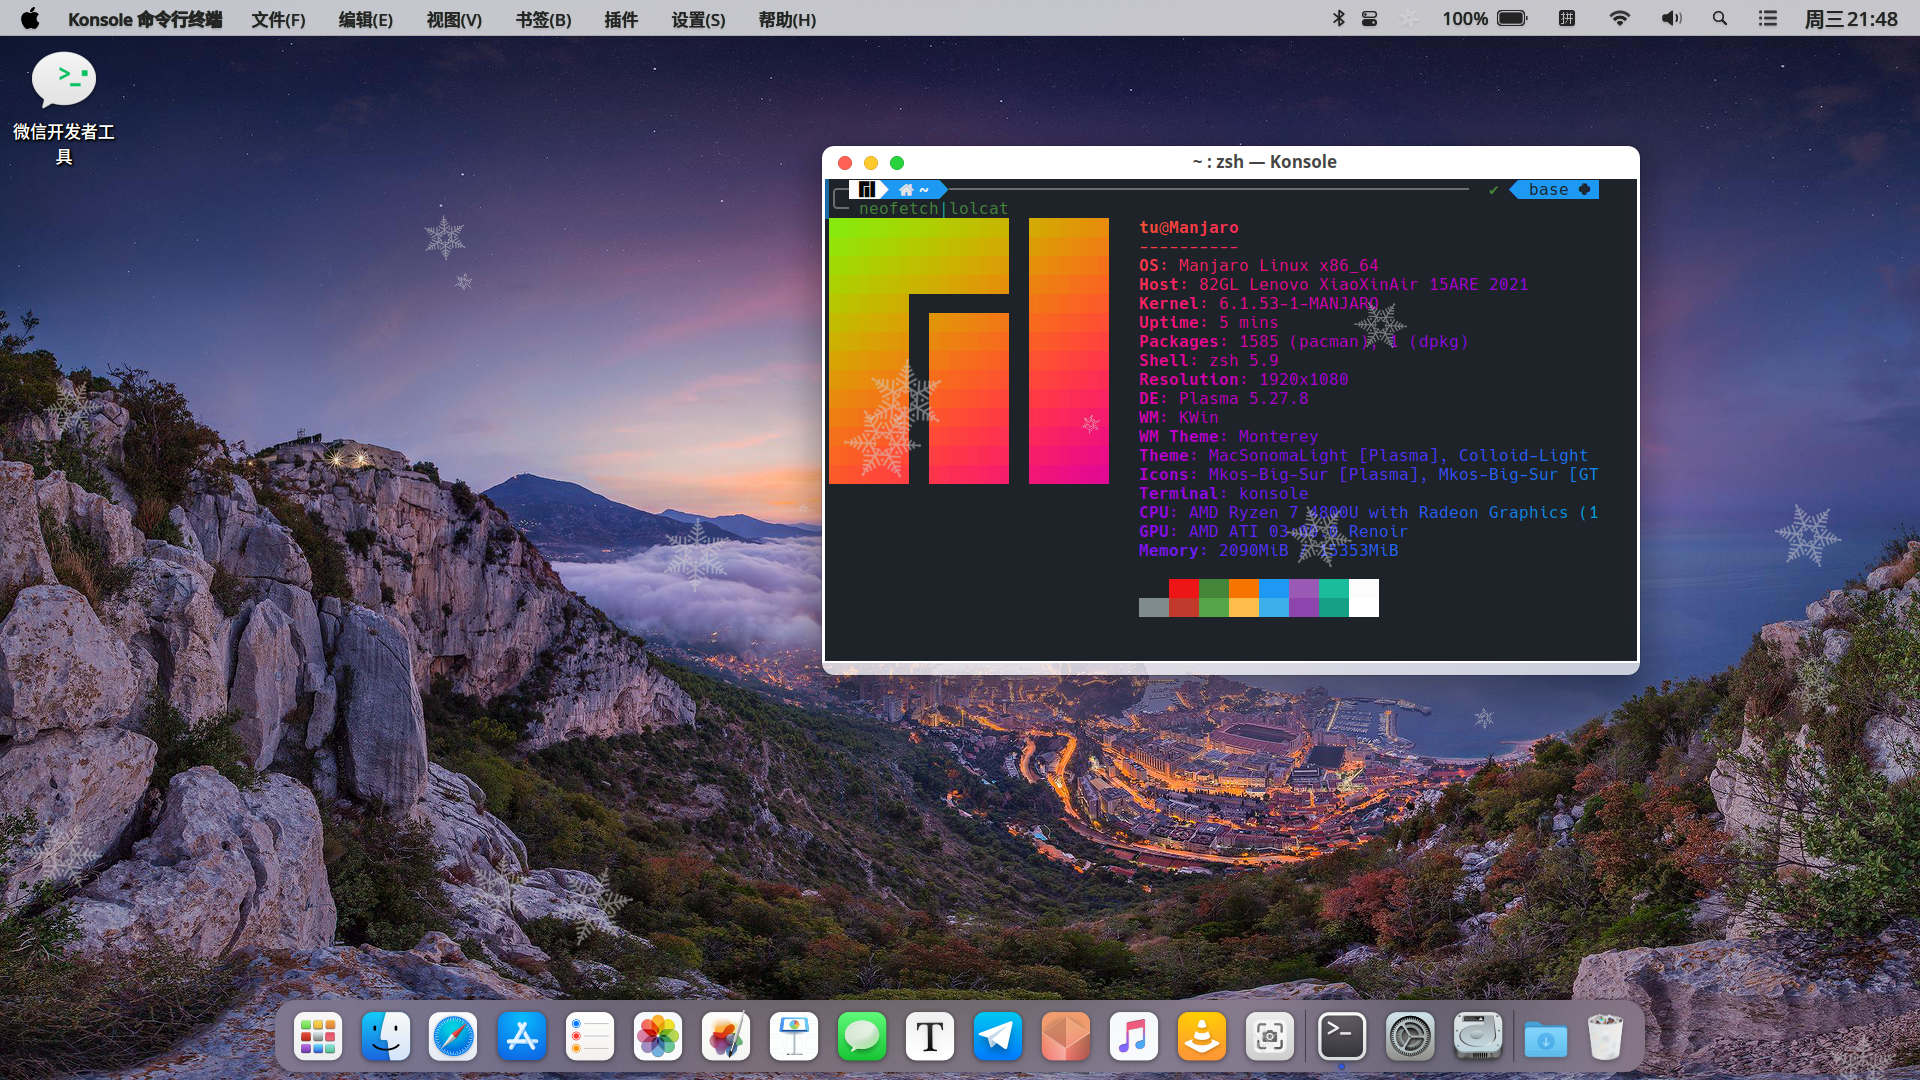 Konsole 命令行终端 文件(F) 编辑(E) 视图(V) 书签(B) 插件 设置(S) 帮助(H) 100% 拼 周三 21:48
微信开发者工
具
~ : zsh — Konsole
~ ✔ base
neofetch|lolcat
tu@Manjaro
----------
OS: Manjaro Linux x86_64
Host: 82GL Lenovo XiaoXinAir 15ARE 2021
Kernel: 6.1.53-1-MANJARO
Uptime: 5 mins
Packages: 1585 (pacman), 1 (dpkg)
Shell: zsh 5.9
Resolution: 1920x1080
DE: Plasma 5.27.8
WM: KWin
WM Theme: Monterey
Theme: MacSonomaLight [Plasma], Colloid-Light
Icons: Mkos-Big-Sur [Plasma], Mkos-Big-Sur [GT
Terminal: konsole
CPU: AMD Ryzen 7 4800U with Radeon Graphics (1
GPU: AMD ATI 03:00.0 Renoir
Memory: 2090MiB / 15353MiB
T